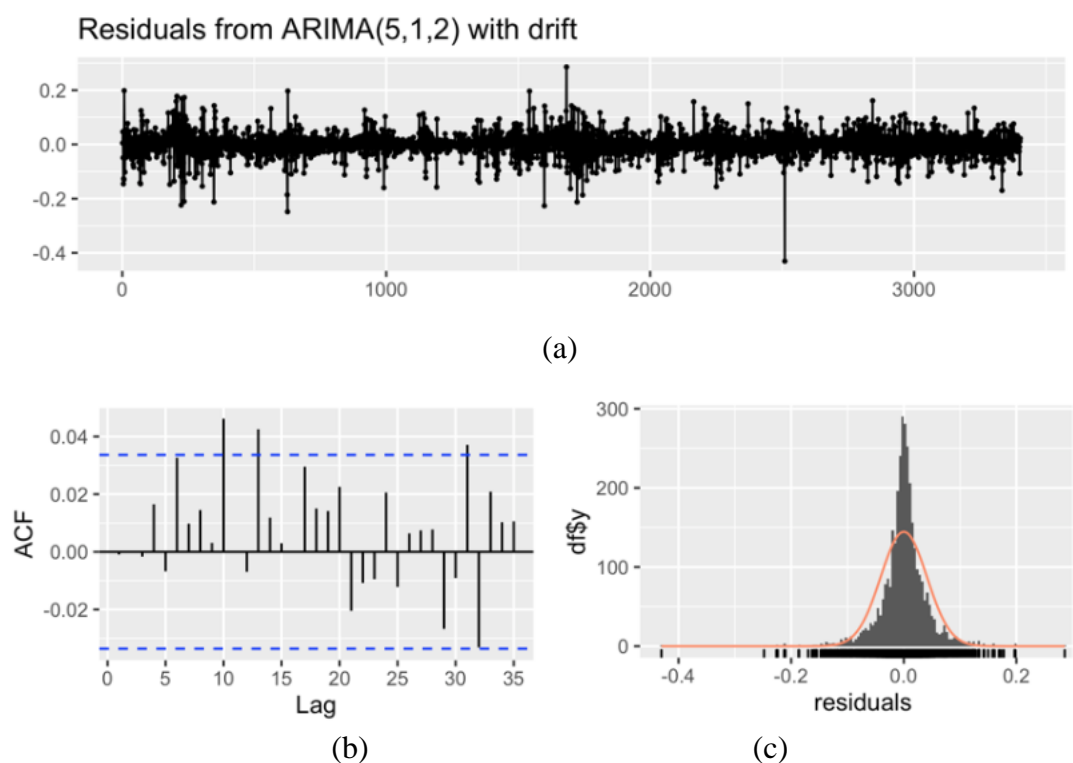 Residuals from ARIMA(5,1,2) with drift
0.2
0.0
-0.2
-0.4
0 1000 2000 3000
(a)
ACF
0.04
0.02
0.00
-0.02
0 5 10 15 20 25 30 35
Lag
(b)
df$y
300
200
100
0
-0.4 -0.2 0.0 0.2
residuals
(c)